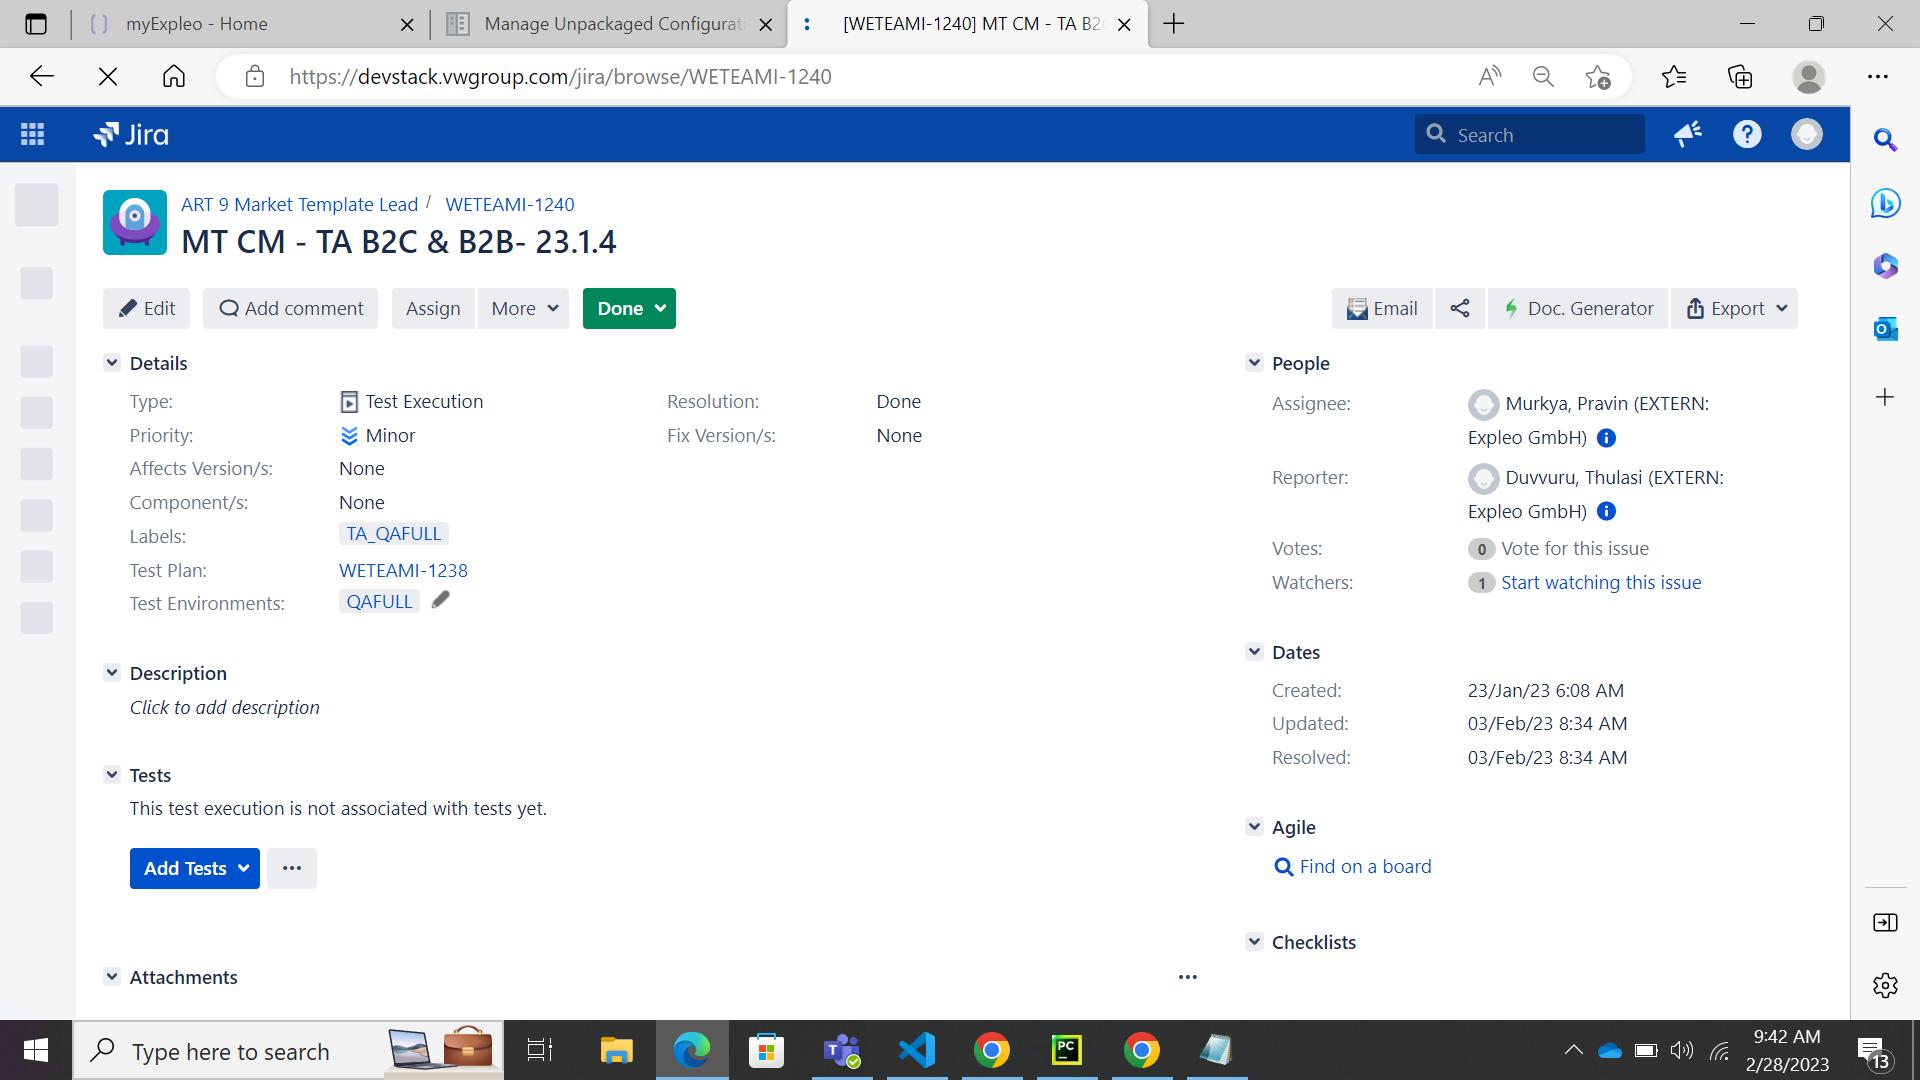 myExpleo - Home
Manage Unpackaged Configurati
[WETEAMI-1240] MT CM - TA B2
https://devstack.vwgroup.com/jira/browse/WETEAMI-1240
Jira
Search
ART 9 Market Template Lead / WETEAMI-1240
MT CM - TA B2C & B2B- 23.1.4
Edit
Add comment
Assign
More
Done
Email
Doc. Generator
Export
Details
Type: Test Execution
Resolution: Done
Priority: Minor
Fix Version/s: None
Affects Version/s: None
Component/s: None
Labels: TA_QAFULL
Test Plan: WETEAMI-1238
Test Environments: QAFULL
Description
Click to add description
Tests
This test execution is not associated with tests yet.
Add Tests
Attachments
People
Assignee: Murkya, Pravin (EXTERN:
Expleo GmbH)
Reporter: Duvvuru, Thulasi (EXTERN:
Expleo GmbH)
Votes: 0 Vote for this issue
Watchers: 1 Start watching this issue
Dates
Created: 23/Jan/23 6:08 AM
Updated: 03/Feb/23 8:34 AM
Resolved: 03/Feb/23 8:34 AM
Agile
Find on a board
Checklists
Type here to search
PC
9:42 AM
2/28/2023
13